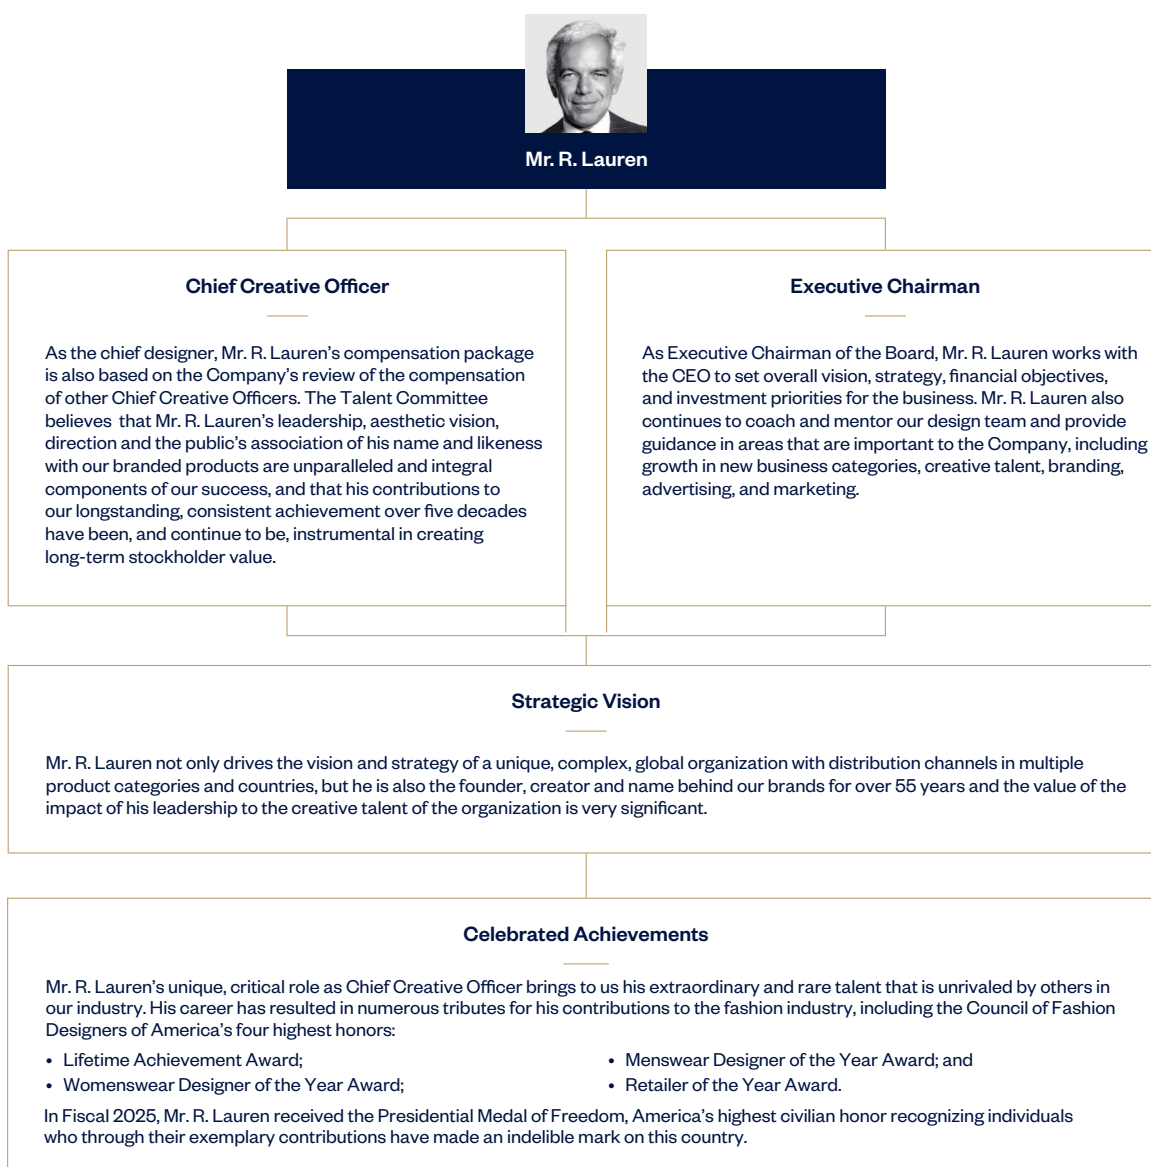 Mr. R. Lauren
Chief Creative Officer
As the chief designer, Mr. R. Lauren’s compensation package
is also based on the Company’s review of the compensation
of other Chief Creative Officers. The Talent Committee
believes that Mr. R. Lauren’s leadership, aesthetic vision,
direction and the public’s association of his name and likeness
with our branded products are unparalleled and integral
components of our success, and that his contributions to
our longstanding, consistent achievement over five decades
have been, and continue to be, instrumental in creating
long-term stockholder value.
Executive Chairman
As Executive Chairman of the Board, Mr. R. Lauren works with
the CEO to set overall vision, strategy, financial objectives,
and investment priorities for the business. Mr. R. Lauren also
continues to coach and mentor our design team and provide
guidance in areas that are important to the Company, including
growth in new business categories, creative talent, branding,
advertising, and marketing.
Strategic Vision
Mr. R. Lauren not only drives the vision and strategy of a unique, complex, global organization with distribution channels in multiple
product categories and countries, but he is also the founder, creator and name behind our brands for over 55 years and the value of the
impact of his leadership to the creative talent of the organization is very significant.
Celebrated Achievements
Mr. R. Lauren’s unique, critical role as Chief Creative Officer brings to us his extraordinary and rare talent that is unrivaled by others in
our industry. His career has resulted in numerous tributes for his contributions to the fashion industry, including the Council of Fashion
Designers of America’s four highest honors:
• Lifetime Achievement Award;
• Womenswear Designer of the Year Award;
• Menswear Designer of the Year Award; and
• Retailer of the Year Award.
In Fiscal 2025, Mr. R. Lauren received the Presidential Medal of Freedom, America’s highest civilian honor recognizing individuals
who through their exemplary contributions have made an indelible mark on this country.